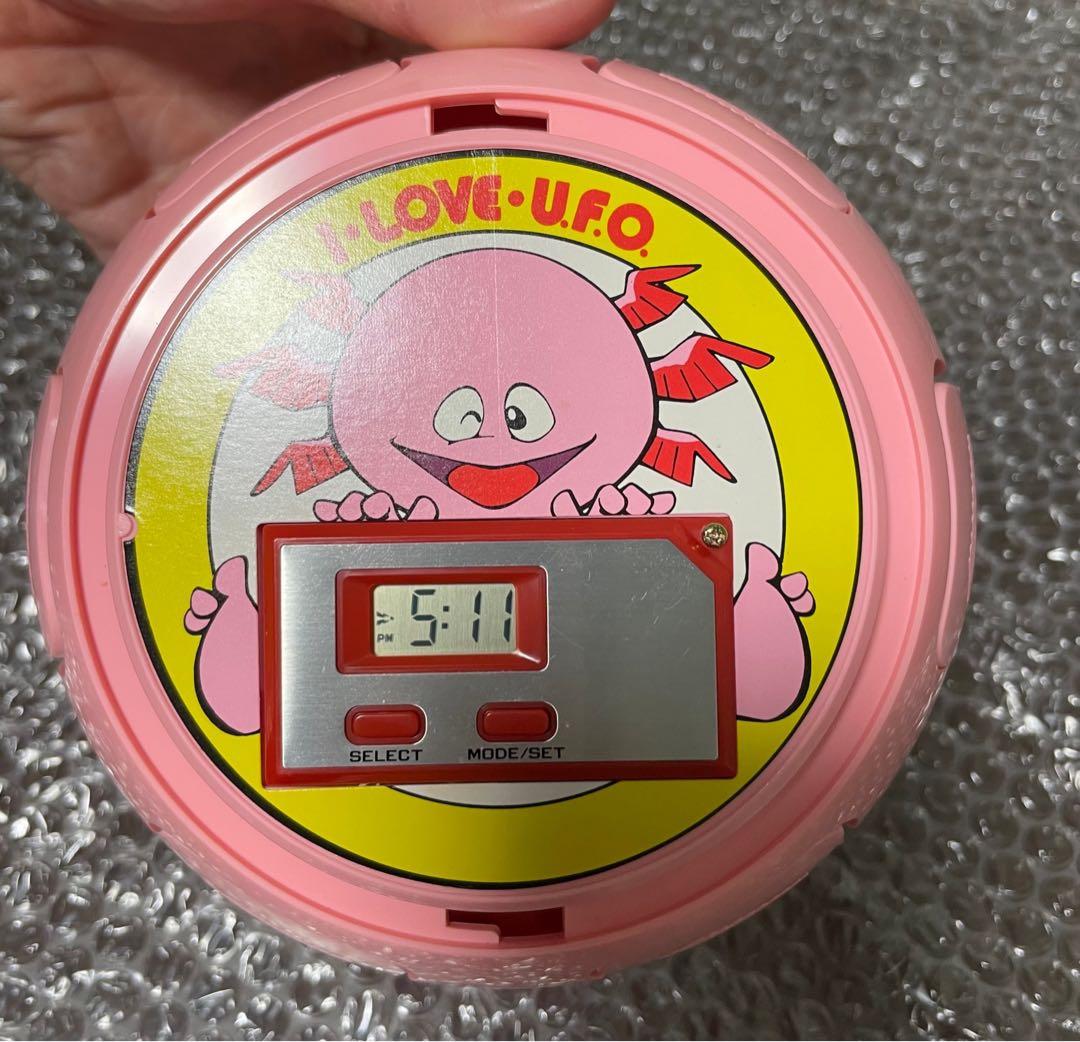 I・LOVE・U.F.O.
PM 5:11
SELECT MODE/SET